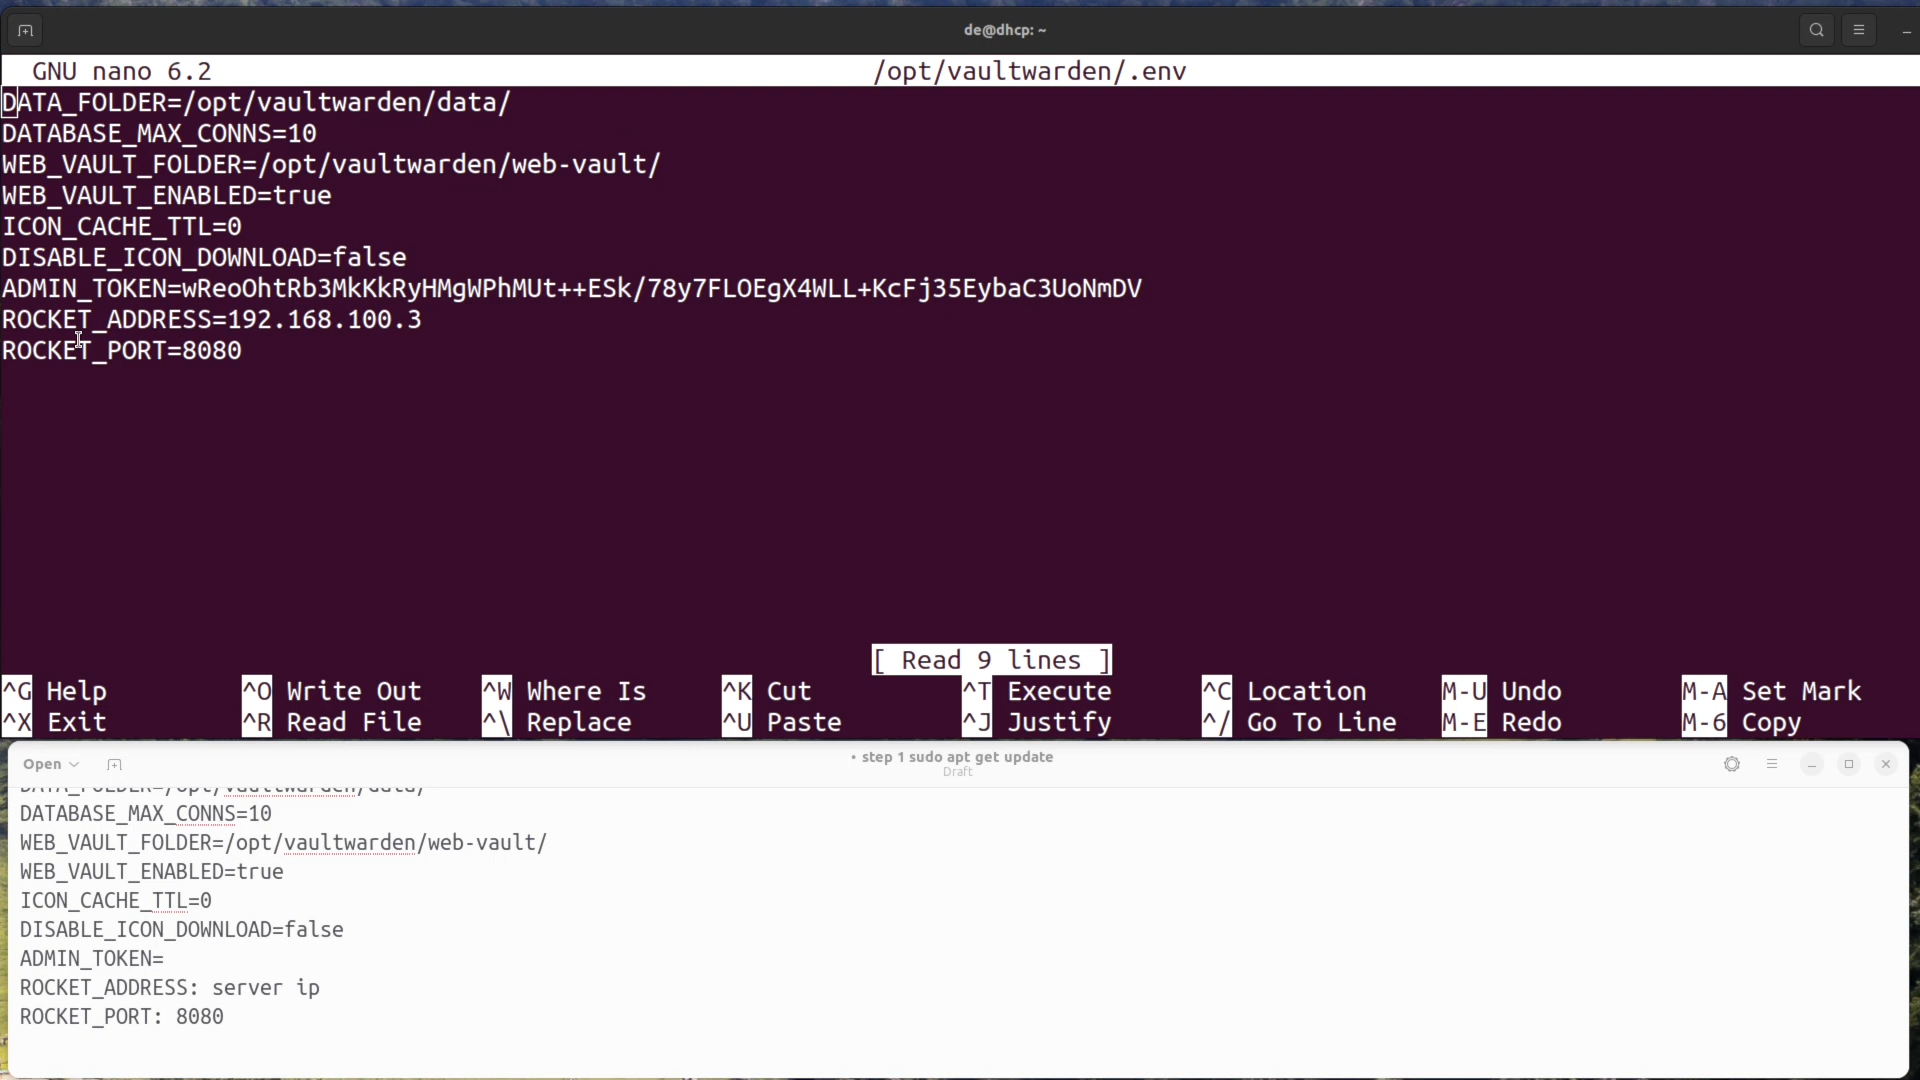 de@dhcp: ~
GNU nano 6.2 /opt/vaultwarden/.env
DATA_FOLDER=/opt/vaultwarden/data/
DATABASE_MAX_CONNS=10
WEB_VAULT_FOLDER=/opt/vaultwarden/web-vault/
WEB_VAULT_ENABLED=true
ICON_CACHE_TTL=0
DISABLE_ICON_DOWNLOAD=false
ADMIN_TOKEN=wReoOhtRb3MkKkRyHMgWPhMUt++ESk/78y7FLOEgX4WLL+KcFj35EybaC3UoNmDV
ROCKET_ADDRESS=192.168.100.3
ROCKET_PORT=8080
[ Read 9 lines ]
^G Help ^O Write Out ^W Where Is ^K Cut ^T Execute ^C Location M-U Undo M-A Set Mark
^X Exit ^R Read File ^\ Replace ^U Paste ^J Justify ^/ Go To Line M-E Redo M-6 Copy
Open
• step 1 sudo apt get update
Draft
DATA_FOLDER=/opt/vaultwarden/data/
DATABASE_MAX_CONNS=10
WEB_VAULT_FOLDER=/opt/vaultwarden/web-vault/
WEB_VAULT_ENABLED=true
ICON_CACHE_TTL=0
DISABLE_ICON_DOWNLOAD=false
ADMIN_TOKEN=
ROCKET_ADDRESS: server ip
ROCKET_PORT: 8080